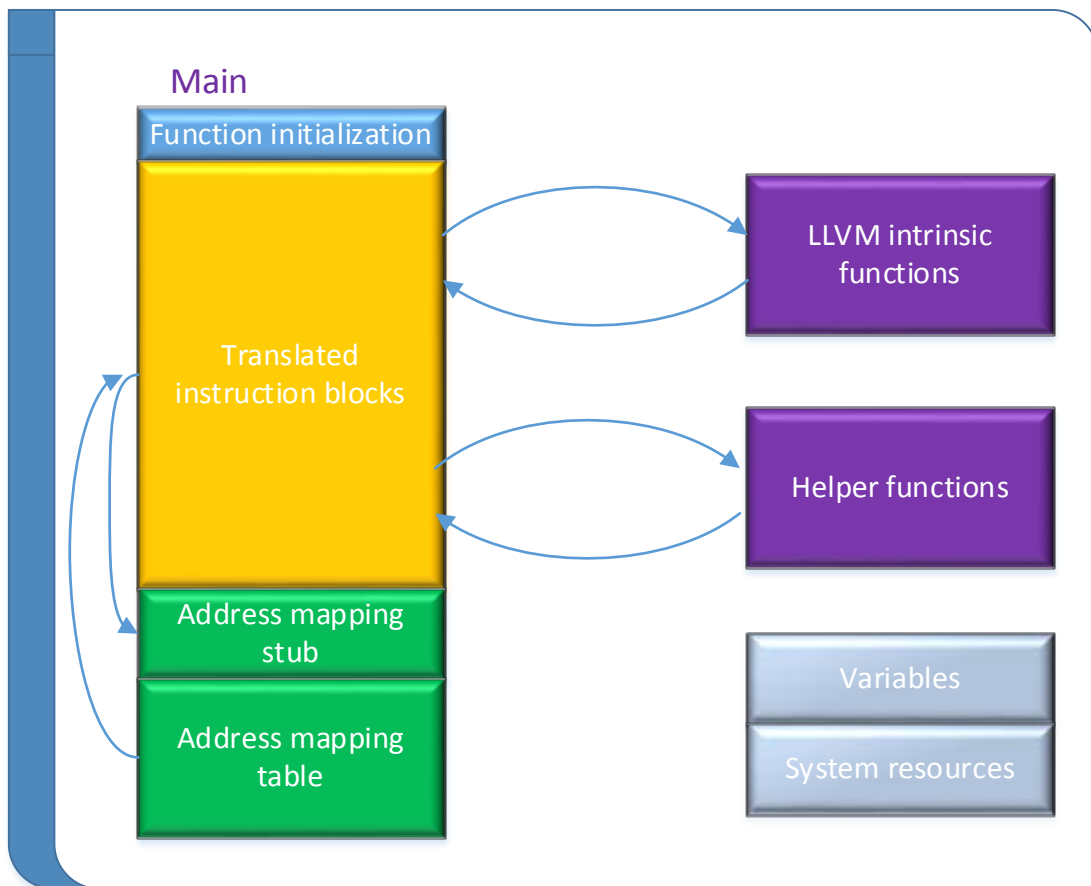 Main
Function initialization
Translated
instruction blocks
Address mapping
stub
Address mapping
table
LLVM intrinsic
functions
Helper functions
Variables
System resources